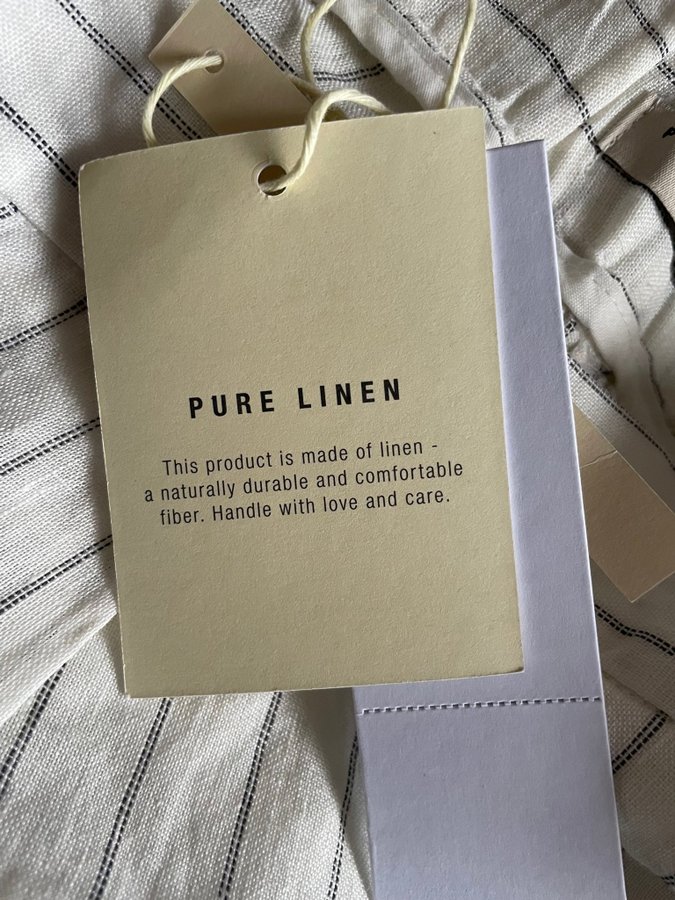 PURE LINEN
This product is made of linen -
a naturally durable and comfortable
fiber. Handle with love and care.